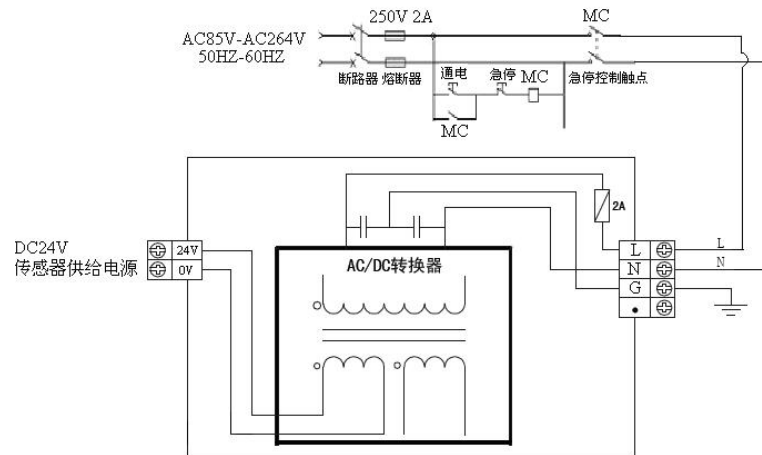 250V 2A
MC
AC85V-AC264V
50HZ-60HZ
断路器 熔断器
通电
急停
MC
急停控制触点
MC
2A
DC24V
传感器供给电源
24V
0V
AC/DC转换器
L
N
G
L
N